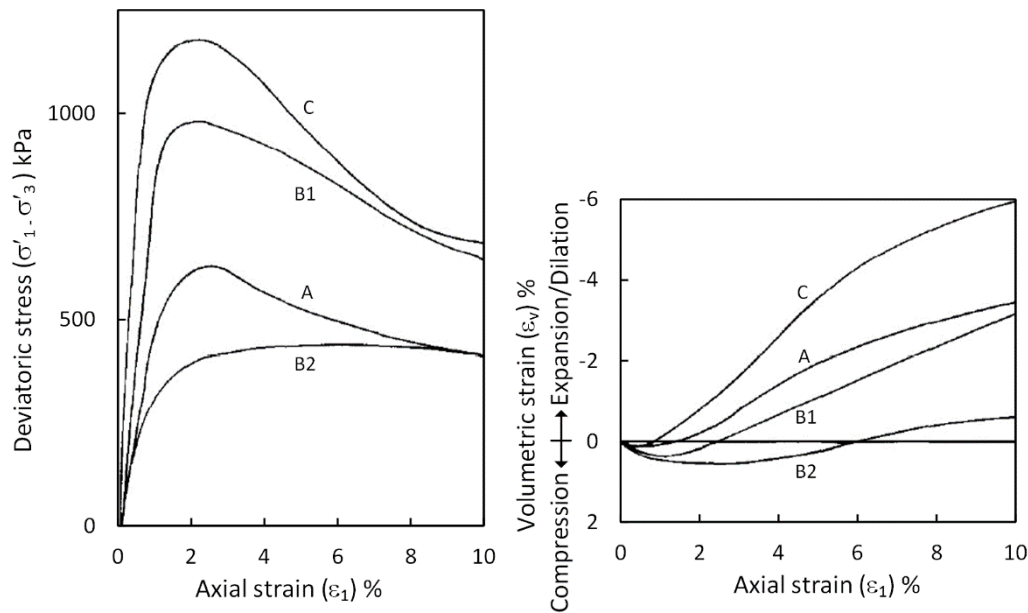 Deviatoric stress (σ'1 - σ'3) kPa
1000
500
0
C
B1
A
B2
0 2 4 6 8 10
Axial strain (ε1) %
Volumetric strain (εv) %
Compression ←→ Expansion/Dilation
-6
-4
-2
0
2
C
A
B1
B2
0 2 4 6 8 10
Axial strain (ε1) %